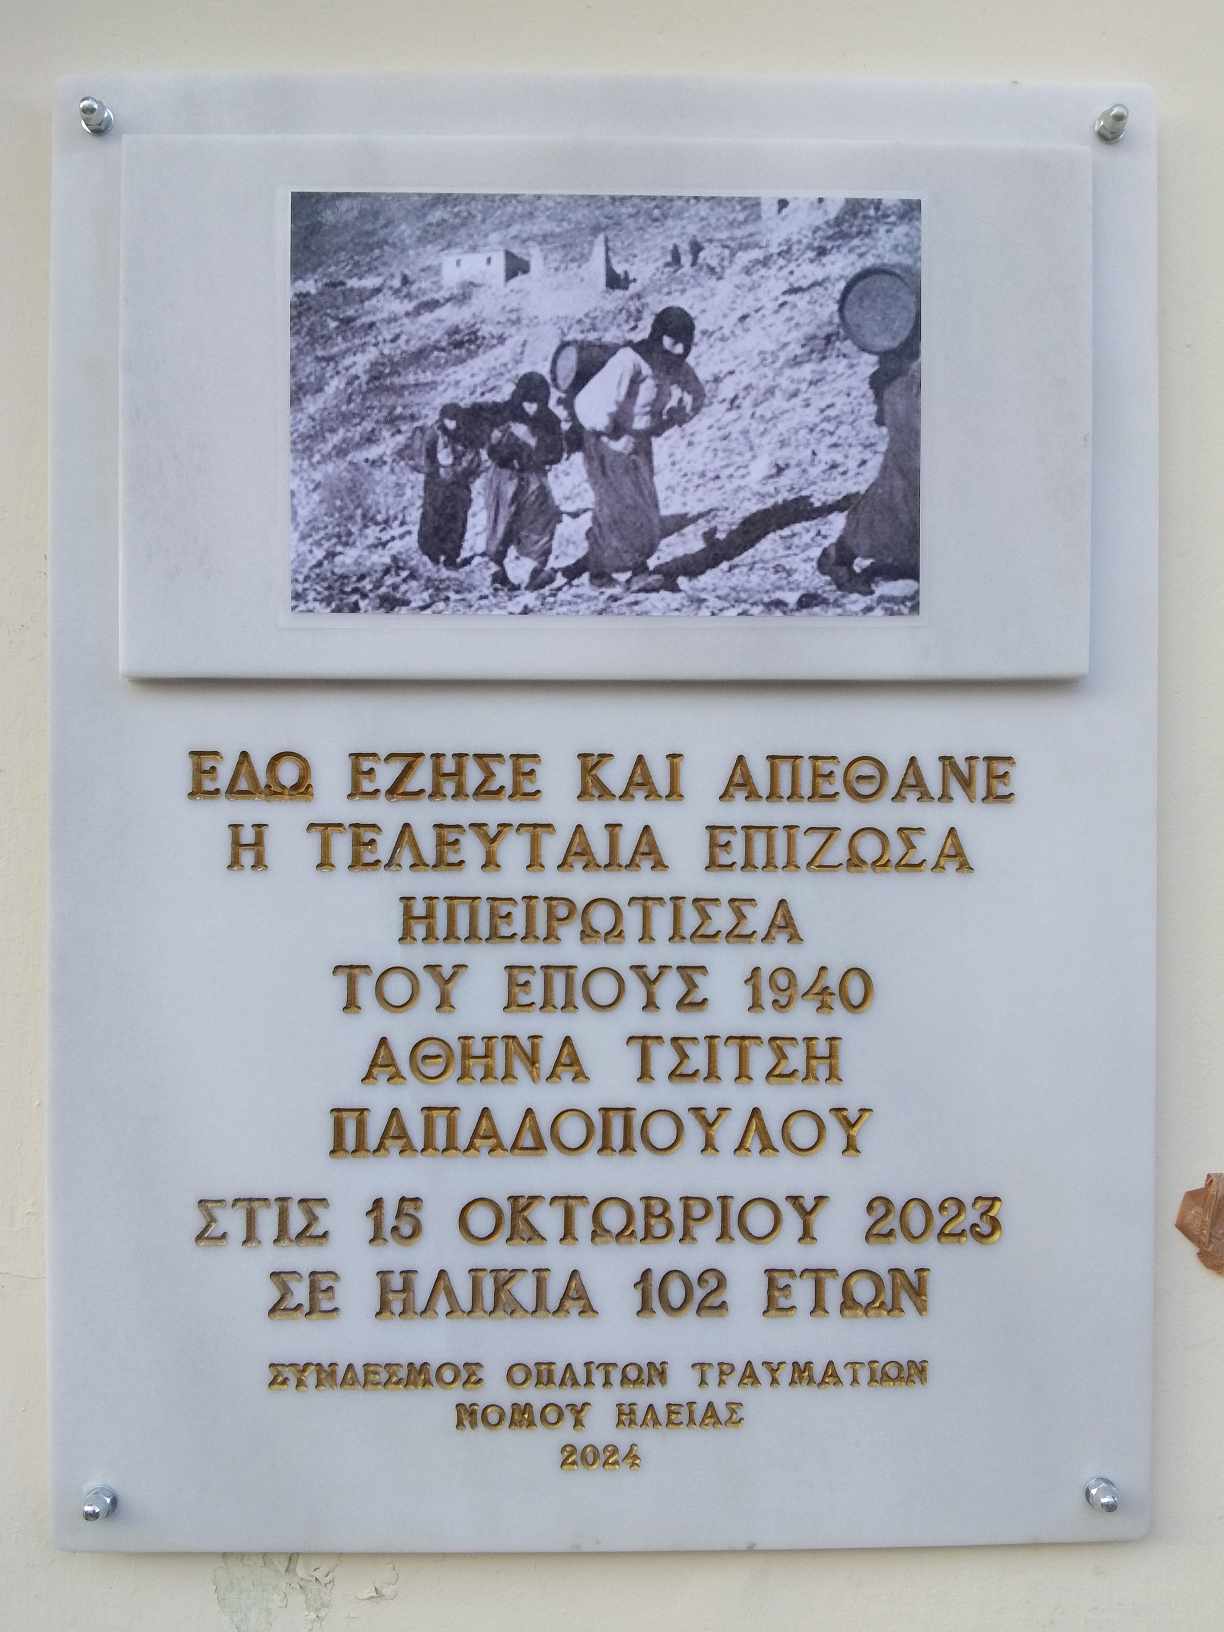 ΕΔΩ ΕΖΗΣΕ ΚΑΙ ΑΠΕΘΑΝΕ
Η ΤΕΛΕΥΤΑΙΑ ΕΠΙΖΩΣΑ
ΗΠΕΙΡΩΤΙΣΣΑ
ΤΟΥ ΕΠΟΥΣ 1940
ΑΘΗΝΑ ΤΣΙΤΣΗ
ΠΑΠΑΔΟΠΟΥΛΟΥ
ΣΤΙΣ 15 ΟΚΤΩΒΡΙΟΥ 2023
ΣΕ ΗΛΙΚΙΑ 102 ΕΤΩΝ
ΣΥΝΔΕΣΜΟΣ ΟΠΛΙΤΩΝ ΤΡΑΥΜΑΤΙΩΝ
ΝΟΜΟΥ ΗΛΕΙΑΣ
2024